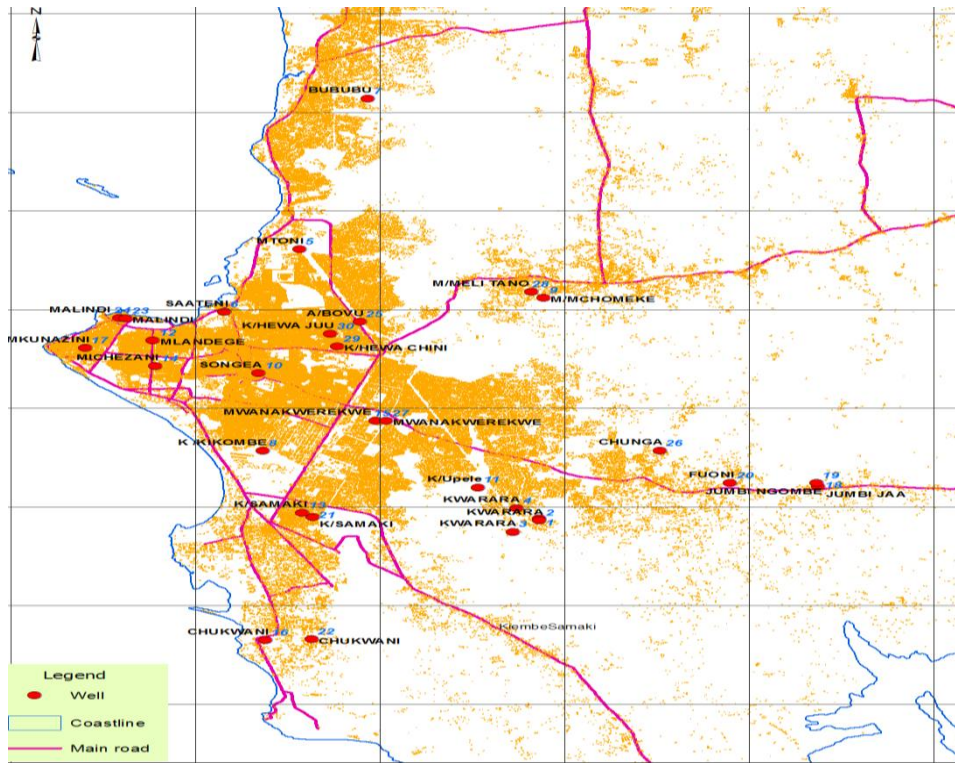 N
BUBUBU 7
MTONI 5
M/MELI TANO 28
9
M/MCHOMEKE
SAATENI 6
MALINDI 23
MALINDI
A/BOVU 25
K/HEWA JUU 30
29
K/HEWA CHINI
12
MLANDEGE
MKUNAZINI 17
MICHEZANI 14
SONGEA 10
MWANAKWEREKWE 27
MWANAKWEREKWE
K /KIKOMBE 8
CHUNGA 26
K/Upele 11
FUONI 20
19
18
JUMBI NGOMBE
JUMBI JAA
KWARARA 4
KWARARA 2
1
KWARARA 3
K/SAMAKI 13
21
K/SAMAKI
KiembeSamaki
CHUKWANI 16
22
CHUKWANI
Legend
Well
Coastline
Main road